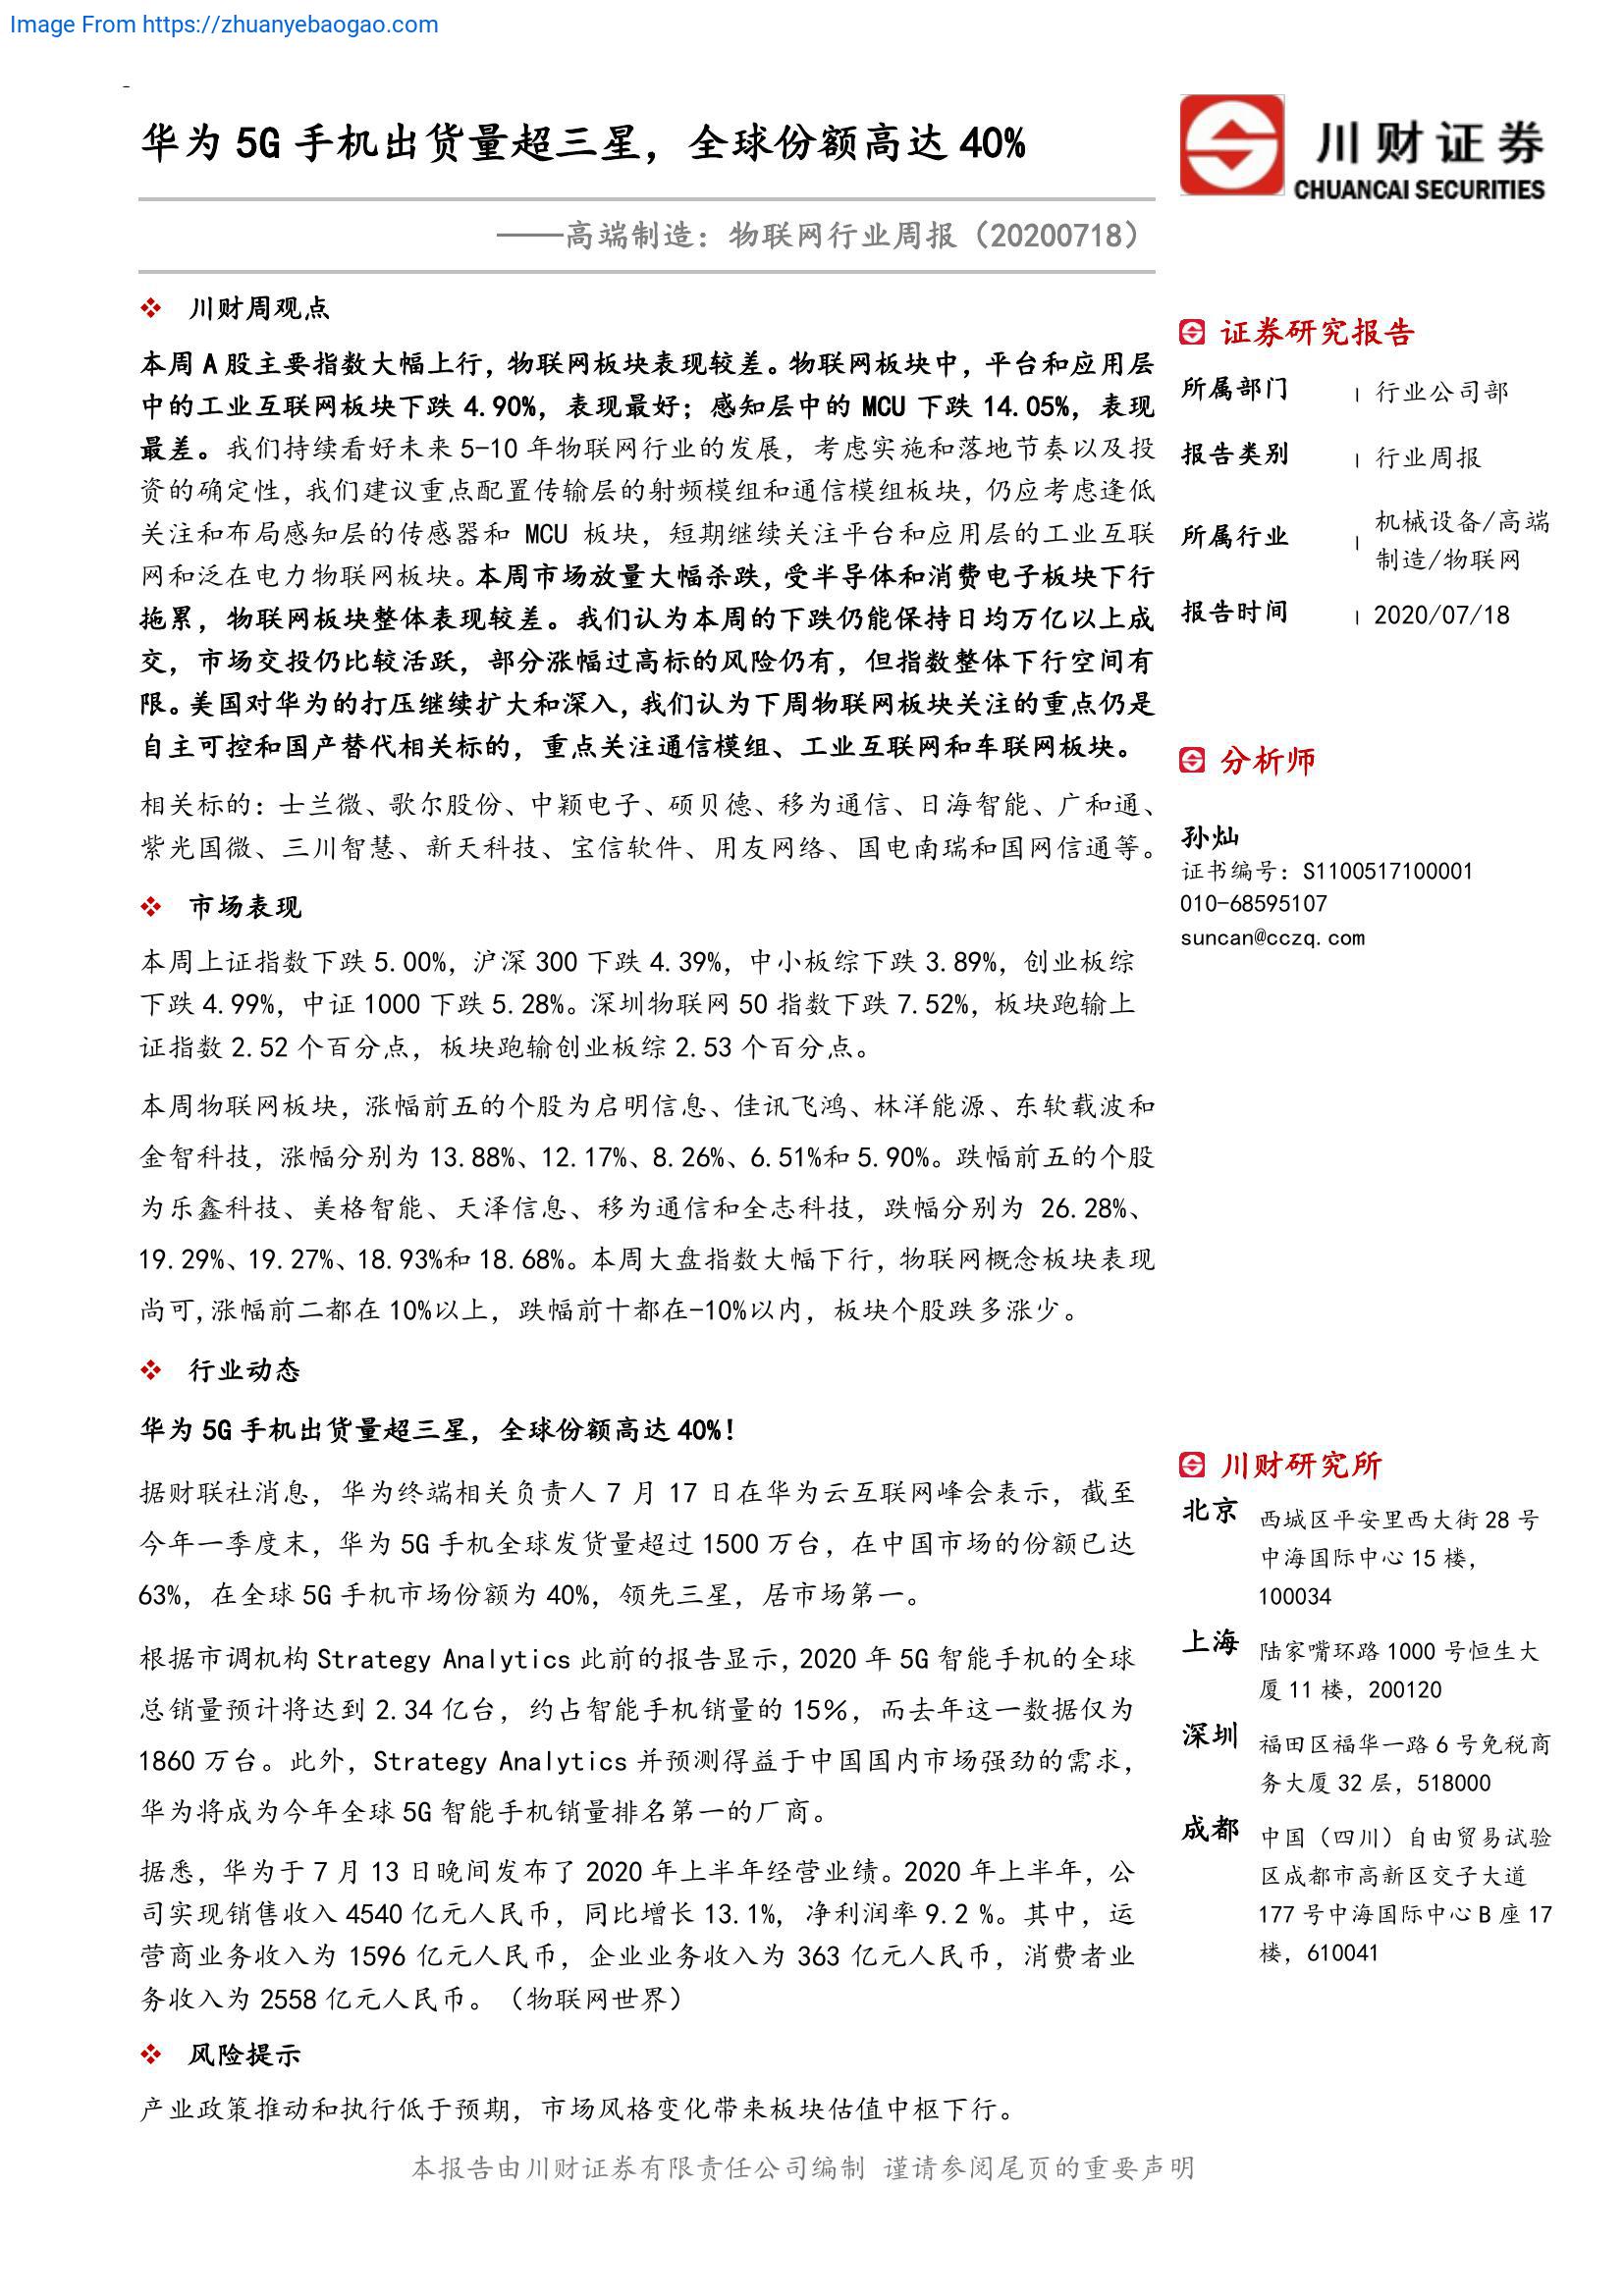 Image From https://zhuanyebaogao.com
-
华为 5G 手机出货量超三星，全球份额高达 40%
川财证券
CHUANCAI SECURITIES
——高端制造：物联网行业周报（20200718）
川财周观点
本周 A 股主要指数大幅上行，物联网板块表现较差。物联网板块中，平台和应用层
中的工业互联网板块下跌 4.90%，表现最好；感知层中的 MCU 下跌 14.05%，表现
最差。我们持续看好未来 5-10 年物联网行业的发展，考虑实施和落地节奏以及投
资的确定性，我们建议重点配置传输层的射频模组和通信模组板块，仍应考虑逢低
关注和布局感知层的传感器和 MCU 板块，短期继续关注平台和应用层的工业互联
网和泛在电力物联网板块。本周市场放量大幅杀跌，受半导体和消费电子板块下行
拖累，物联网板块整体表现较差。我们认为本周的下跌仍能保持日均万亿以上成
交，市场交投仍比较活跃，部分涨幅过高标的风险仍有，但指数整体下行空间有
限。美国对华为的打压继续扩大和深入，我们认为下周物联网板块关注的重点仍是
自主可控和国产替代相关标的，重点关注通信模组、工业互联网和车联网板块。
相关标的：士兰微、歌尔股份、中颖电子、硕贝德、移为通信、日海智能、广和通、
紫光国微、三川智慧、新天科技、宝信软件、用友网络、国电南瑞和国网信通等。
市场表现
本周上证指数下跌 5.00%，沪深 300 下跌 4.39%，中小板综下跌 3.89%，创业板综
下跌 4.99%，中证 1000 下跌 5.28%。深圳物联网 50 指数下跌 7.52%，板块跑输上
证指数 2.52 个百分点，板块跑输创业板综 2.53 个百分点。
本周物联网板块，涨幅前五的个股为启明信息、佳讯飞鸿、林洋能源、东软载波和
金智科技，涨幅分别为 13.88%、12.17%、8.26%、6.51%和 5.90%。跌幅前五的个股
为乐鑫科技、美格智能、天泽信息、移为通信和全志科技，跌幅分别为 26.28%、
19.29%、19.27%、18.93%和 18.68%。本周大盘指数大幅下行，物联网概念板块表现
尚可,涨幅前二都在 10%以上，跌幅前十都在-10%以内，板块个股跌多涨少。
行业动态
华为 5G 手机出货量超三星，全球份额高达 40%！
据财联社消息，华为终端相关负责人 7 月 17 日在华为云互联网峰会表示，截至
今年一季度末，华为 5G 手机全球发货量超过 1500 万台，在中国市场的份额已达
63%，在全球 5G 手机市场份额为 40%，领先三星，居市场第一。
根据市调机构 Strategy Analytics 此前的报告显示，2020 年 5G 智能手机的全球
总销量预计将达到 2.34 亿台，约占智能手机销量的 15％，而去年这一数据仅为
1860 万台。此外，Strategy Analytics 并预测得益于中国国内市场强劲的需求，
华为将成为今年全球 5G 智能手机销量排名第一的厂商。
据悉，华为于 7 月 13 日晚间发布了 2020 年上半年经营业绩。2020 年上半年，公
司实现销售收入 4540 亿元人民币，同比增长 13.1%，净利润率 9.2 %。其中，运
营商业务收入为 1596 亿元人民币，企业业务收入为 363 亿元人民币，消费者业
务收入为 2558 亿元人民币。（物联网世界）
风险提示
产业政策推动和执行低于预期，市场风格变化带来板块估值中枢下行。
证券研究报告
所属部门 | 行业公司部
报告类别 | 行业周报
所属行业 | 机械设备/高端
制造/物联网
报告时间 | 2020/07/18
分析师
孙灿
证书编号：S1100517100001
010-68595107
suncan@cczq.com
川财研究所
北京 西城区平安里西大街 28 号
中海国际中心 15 楼，
100034
上海 陆家嘴环路 1000 号恒生大
厦 11 楼，200120
深圳 福田区福华一路 6 号免税商
务大厦 32 层，518000
成都 中国（四川）自由贸易试验
区成都市高新区交子大道
177 号中海国际中心 B 座 17
楼，610041
本报告由川财证券有限责任公司编制 谨请参阅尾页的重要声明